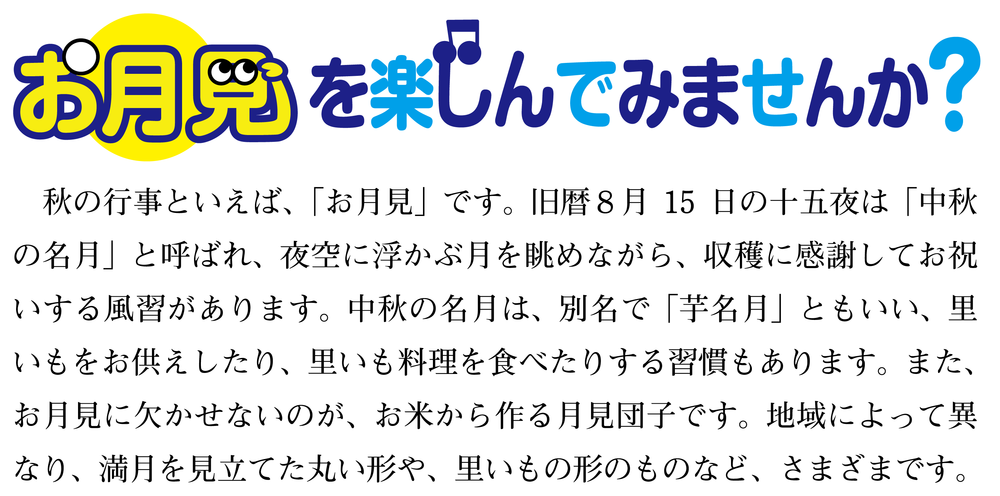 お月見を楽しんでみませんか？
　秋の行事といえば、「お月見」です。旧暦８月 15 日の十五夜は「中秋
の名月」と呼ばれ、夜空に浮かぶ月を眺めながら、収穫に感謝してお祝
いする風習があります。中秋の名月は、別名で「芋名月」ともいい、里
いもをお供えしたり、里いも料理を食べたりする習慣もあります。また、
お月見に欠かせないのが、お米から作る月見団子です。地域によって異
なり、満月を見立てた丸い形や、里いもの形のものなど、さまざまです。